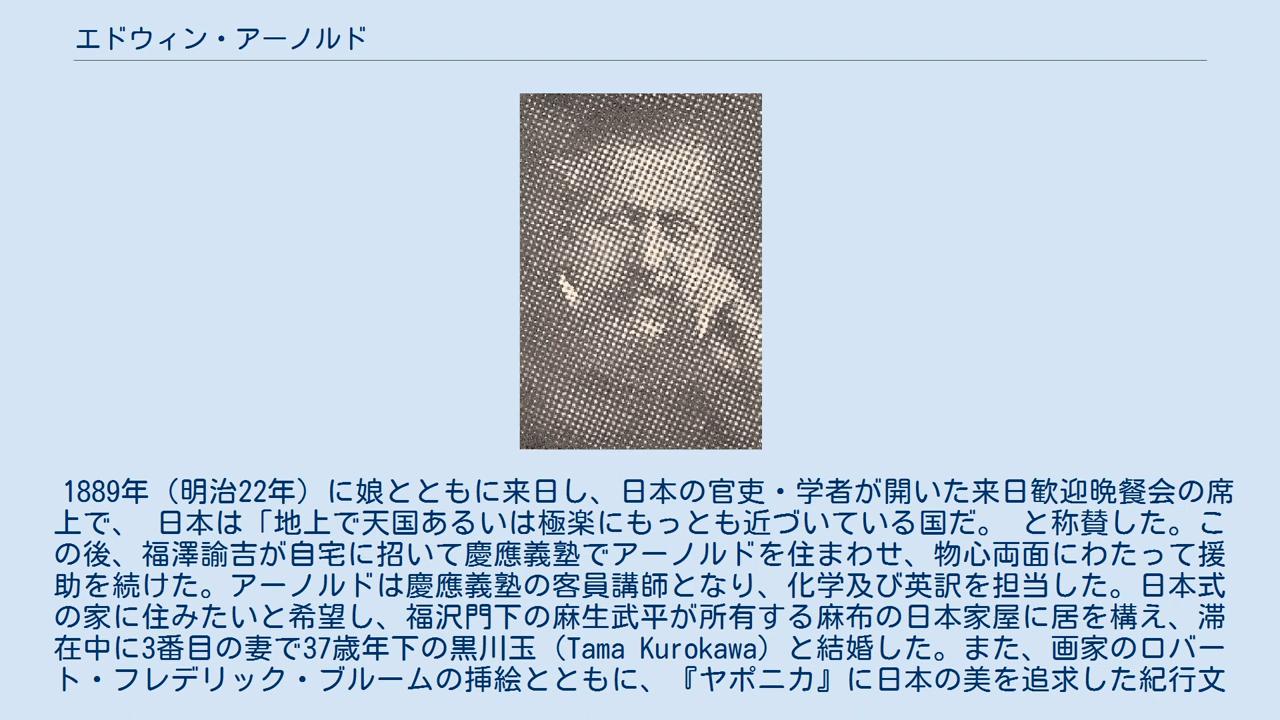 エドウィン・アーノルド
1889年（明治22年）に娘とともに来日し、日本の官吏・学者が開いた来日歓迎晩餐会の席
上で、 日本は「地上で天国あるいは極楽にもっとも近づいている国だ。 と称賛した。こ
の後、福澤諭吉が自宅に招いて慶應義塾でアーノルドを住まわせ、物心両面にわたって援
助を続けた。アーノルドは慶應義塾の客員講師となり、化学及び英訳を担当した。日本式
の家に住みたいと希望し、福沢門下の麻生武平が所有する麻布の日本家屋に居を構え、滞
在中に3番目の妻で37歳年下の黒川玉（Tama Kurokawa）と結婚した。また、画家のロバー
ト・フレデリック・ブルームの挿絵とともに、『ヤポニカ』に日本の美を追求した紀行文